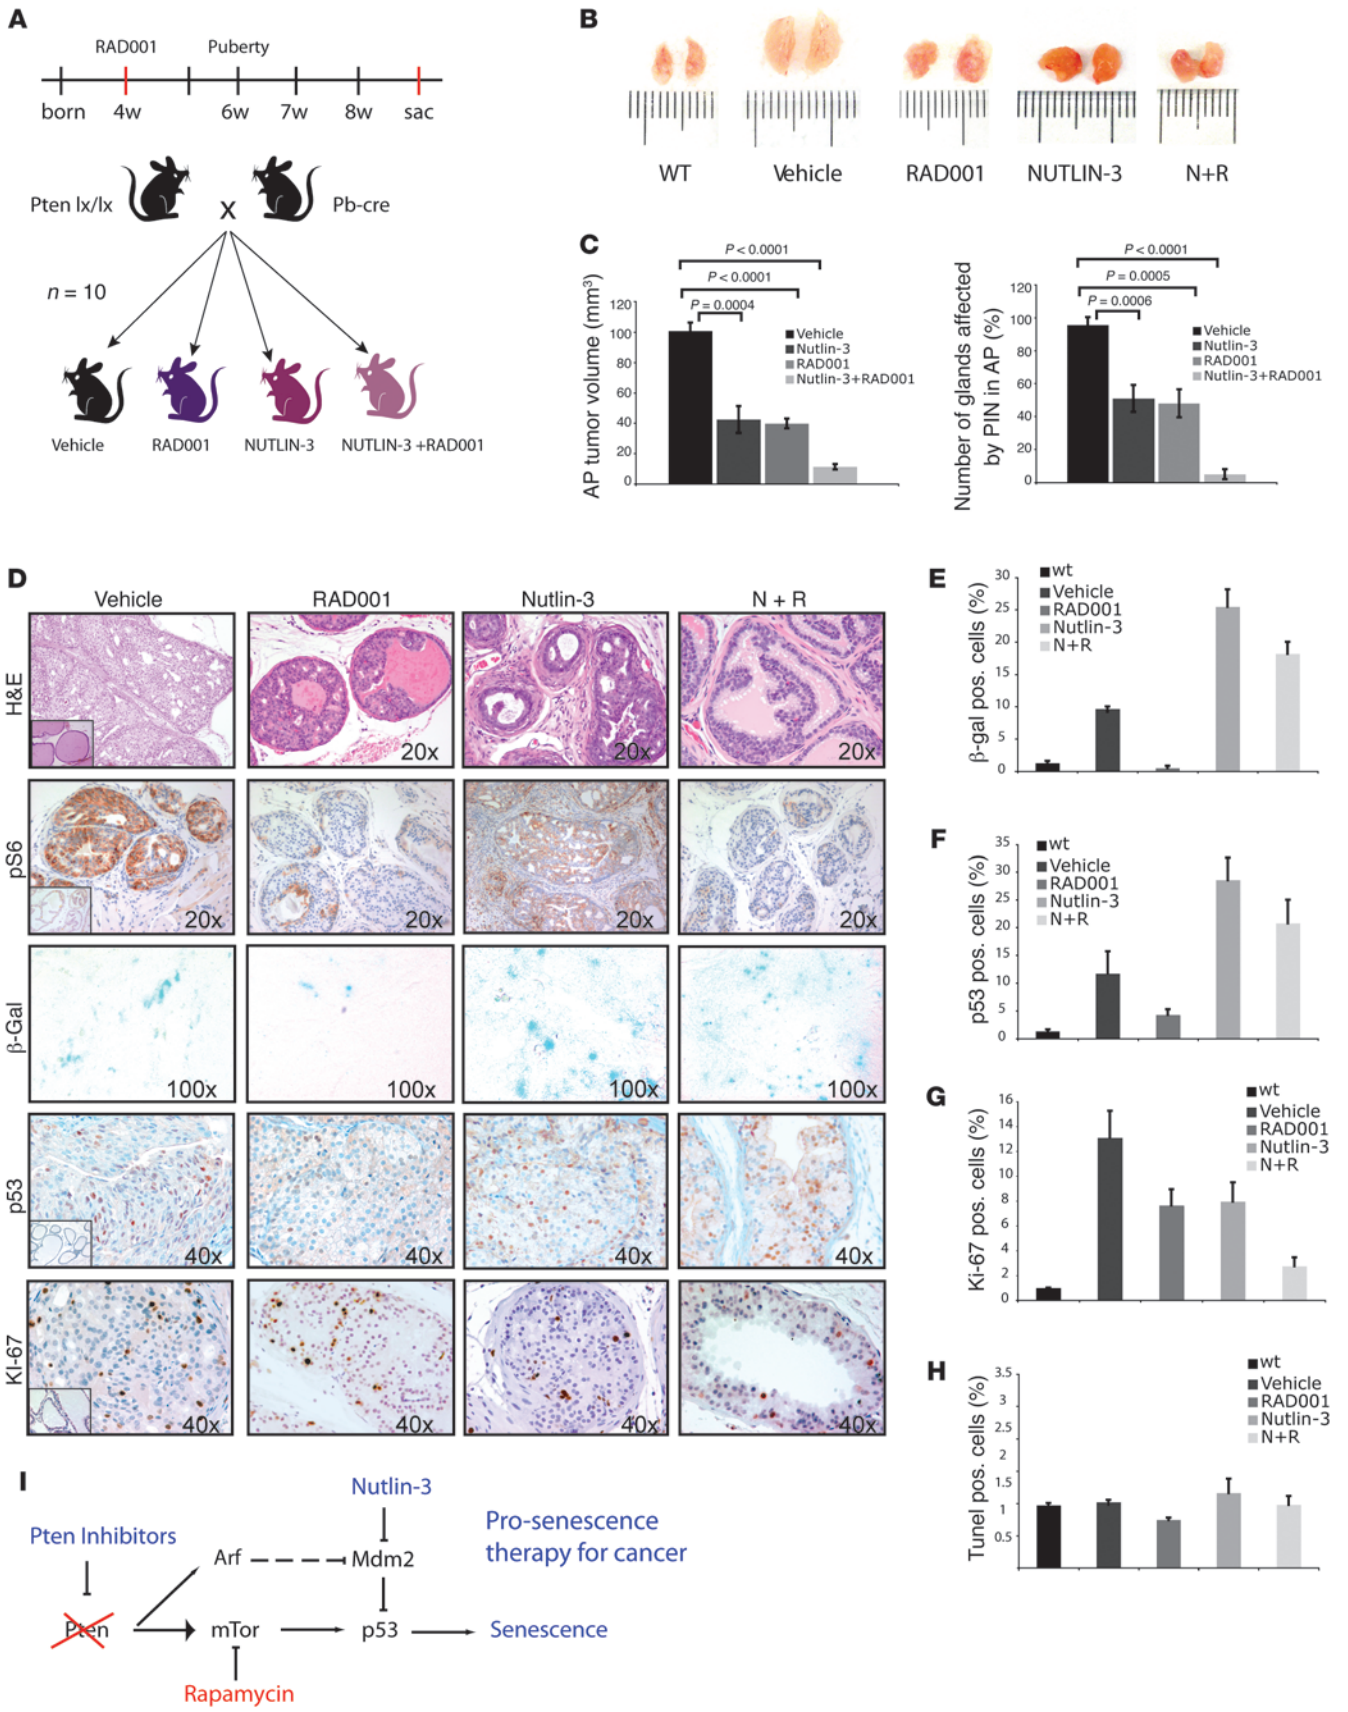 A
RAD001
Puberty
born 4w 6w 7w 8w sac
Pten lx/lx
X
Pb-cre
n = 10
Vehicle RAD001 NUTLIN-3 NUTLIN-3 +RAD001
B
WT Vehicle RAD001 NUTLIN-3 N+R
C
AP tumor volume (mm³)
120
100
80
60
40
20
0
P < 0.0001
P < 0.0001
P = 0.0004
Vehicle
Nutlin-3
RAD001
Nutlin-3+RAD001
Number of glands affected
by PIN in AP (%)
120
100
80
60
40
20
0
P < 0.0001
P = 0.0005
P = 0.0006
Vehicle
Nutlin-3
RAD001
Nutlin-3+RAD001
D
Vehicle RAD001 Nutlin-3 N + R
H&E
20x 20x 20x
pS6
20x 20x 20x 20x
β-Gal
100x 100x 100x 100x
p53
40x 40x 40x 40x
KI-67
40x 40x 40x 40x
E
β-gal pos. cells (%)
30
25
20
15
10
5
0
wt
Vehicle
RAD001
Nutlin-3
N+R
F
p53 pos. cells (%)
35
30
25
20
15
10
5
0
wt
Vehicle
RAD001
Nutlin-3
N+R
G
Ki-67 pos. cells (%)
16
14
12
10
8
6
4
2
0
wt
Vehicle
RAD001
Nutlin-3
N+R
H
Tunel pos. cells (%)
3.5
3
2.5
2
1.5
1
0.5
wt
Vehicle
RAD001
Nutlin-3
N+R
I
Nutlin-3
Pten Inhibitors
Arf
Mdm2
Pro-senescence
therapy for cancer
Pten
mTor
p53
Senescence
Rapamycin